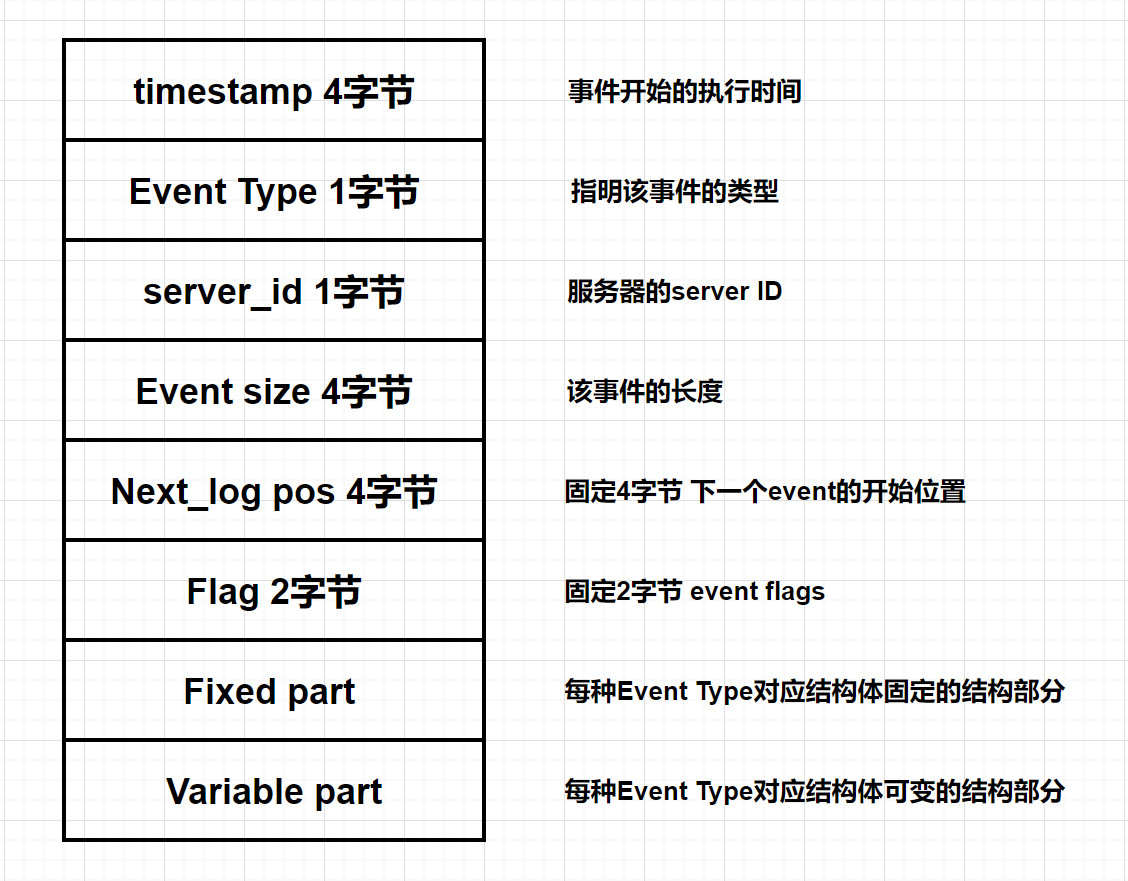 timestamp 4字节
事件开始的执行时间
Event Type 1字节
指明该事件的类型
server_id 1字节
服务器的server ID
Event size 4字节
该事件的长度
Next_log pos 4字节
固定4字节 下一个event的开始位置
Flag 2字节
固定2字节 event flags
Fixed part
每种Event Type对应结构体固定的结构部分
Variable part
每种Event Type对应结构体可变的结构部分